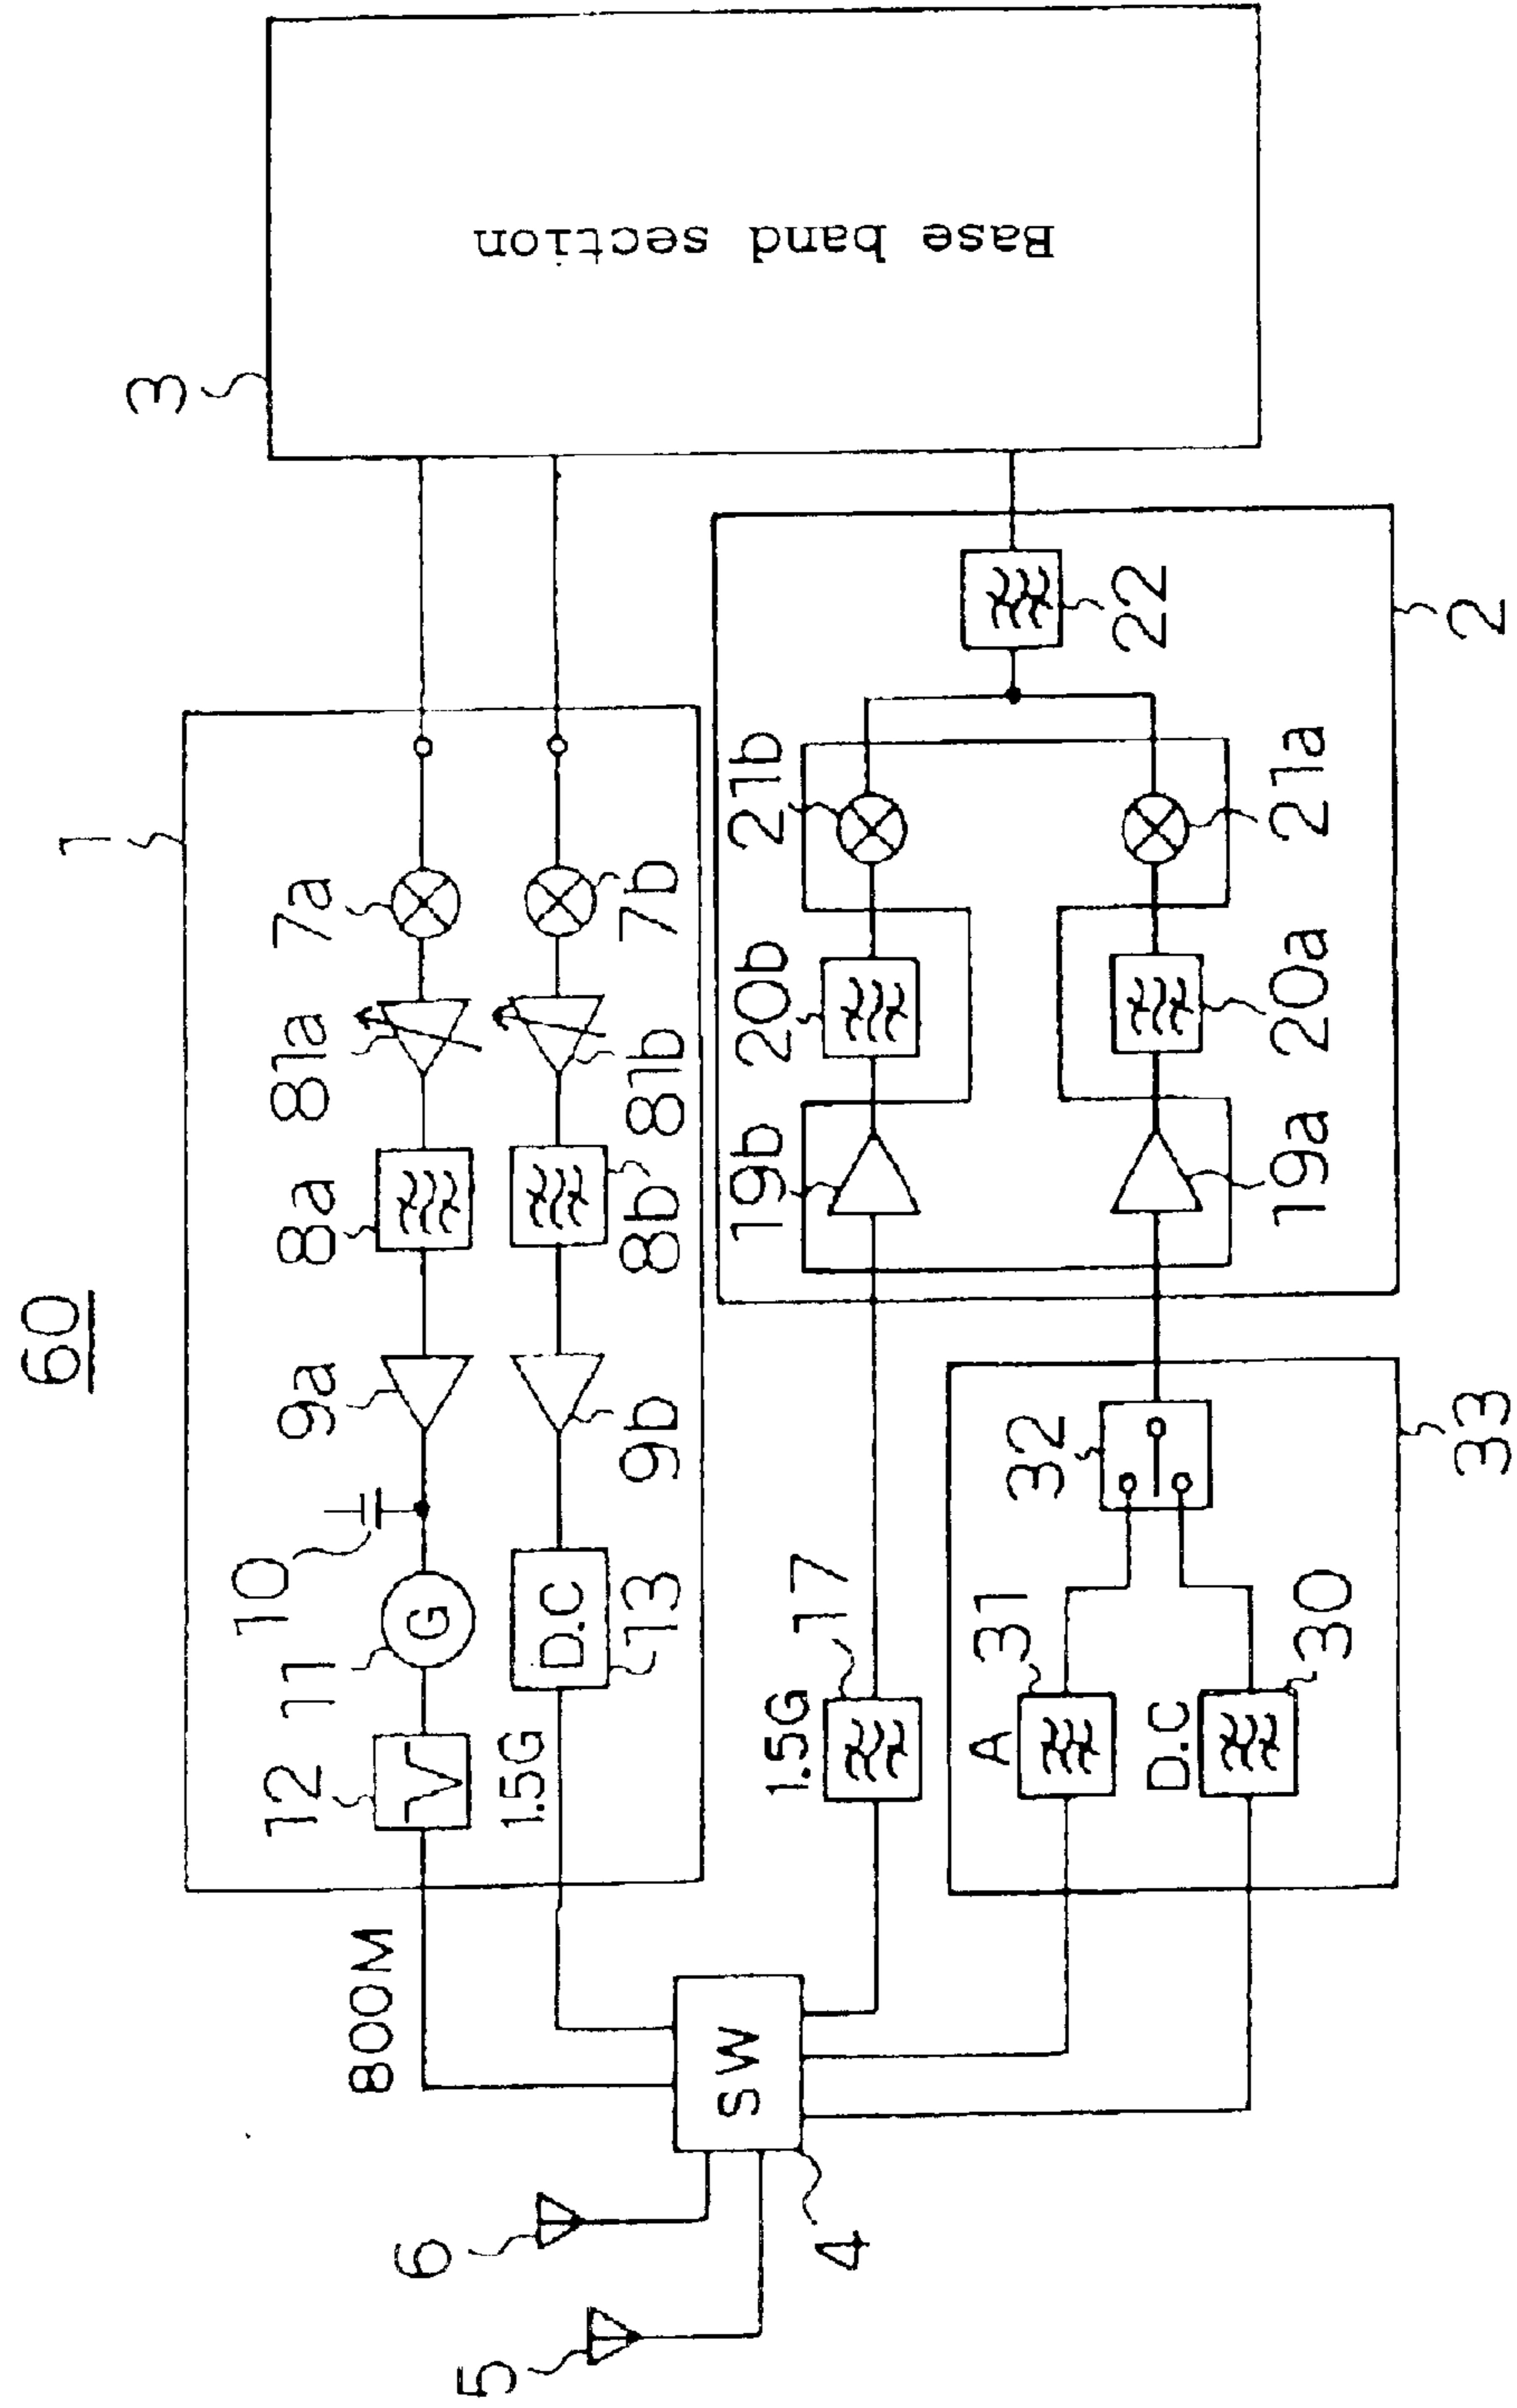 60
1
3
12
11
10
9a
8a
81a
7a
800M
1.5G
D.C
G
13
9b
8b
81b
7b
Base band section
6
5
SW
4
1.5G
17
19b
20b
21b
22
A
31
32
D.C
30
33
19a
20a
21a
2